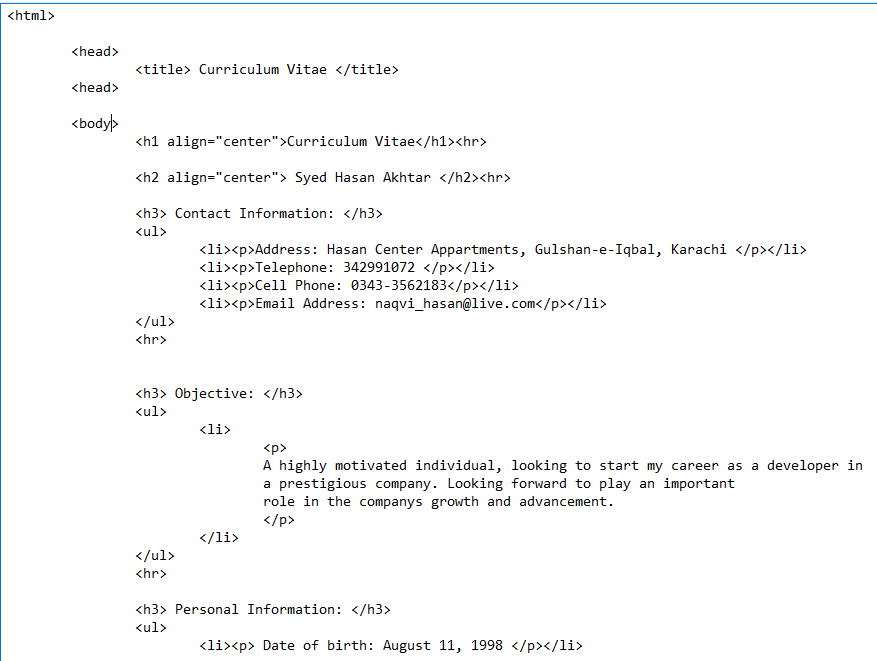 <html>
<head>
<title> Curriculum Vitae </title>
<head>
<body>
<h1 align="center">Curriculum Vitae</h1><hr>
<h2 align="center"> Syed Hasan Akhtar </h2><hr>
<h3> Contact Information: </h3>
<ul>
<li><p>Address: Hasan Center Appartments, Gulshan-e-Iqbal, Karachi </p></li>
<li><p>Telephone: 342991072 </p></li>
<li><p>Cell Phone: 0343-3562183</p></li>
<li><p>Email Address: naqvi_hasan@live.com</p></li>
</ul>
<hr>
<h3> Objective: </h3>
<ul>
<li>
<p>
A highly motivated individual, looking to start my career as a developer in
a prestigious company. Looking forward to play an important
role in the companys growth and advancement.
</p>
</li>
</ul>
<hr>
<h3> Personal Information: </h3>
<ul>
<li><p> Date of birth: August 11, 1998 </p></li>